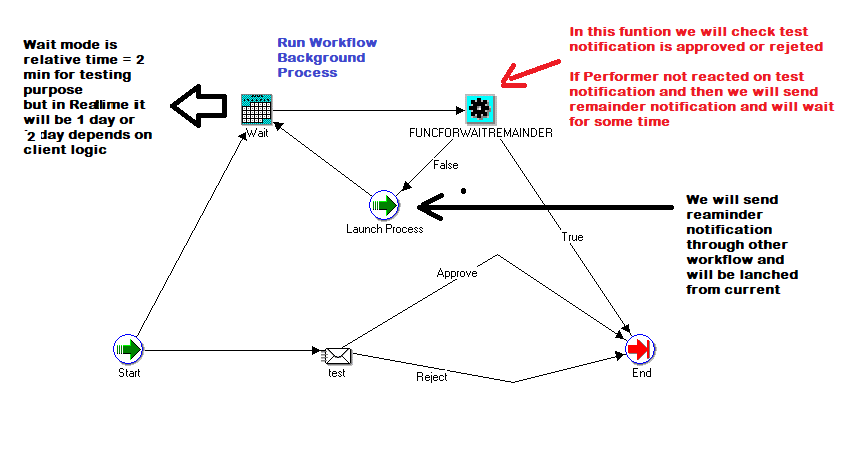 Wait mode is
relative time = 2
min for testing
purpose
but in Reallime it
will be 1 day or
2 day depends on
client logic
Run Workflow
Background
Process
In this funtion we will check test
notification is approved or rejeted
If Performer not reacted on test
notification and then we will send
remainder notification and will wait
for some time
Wait
FUNCFORWAITREMAINDER
False
Launch Process
We will send
reaminder
notification
through other
workflow and
will be lanched
from current
True
Approve
Start
test
Reject
End